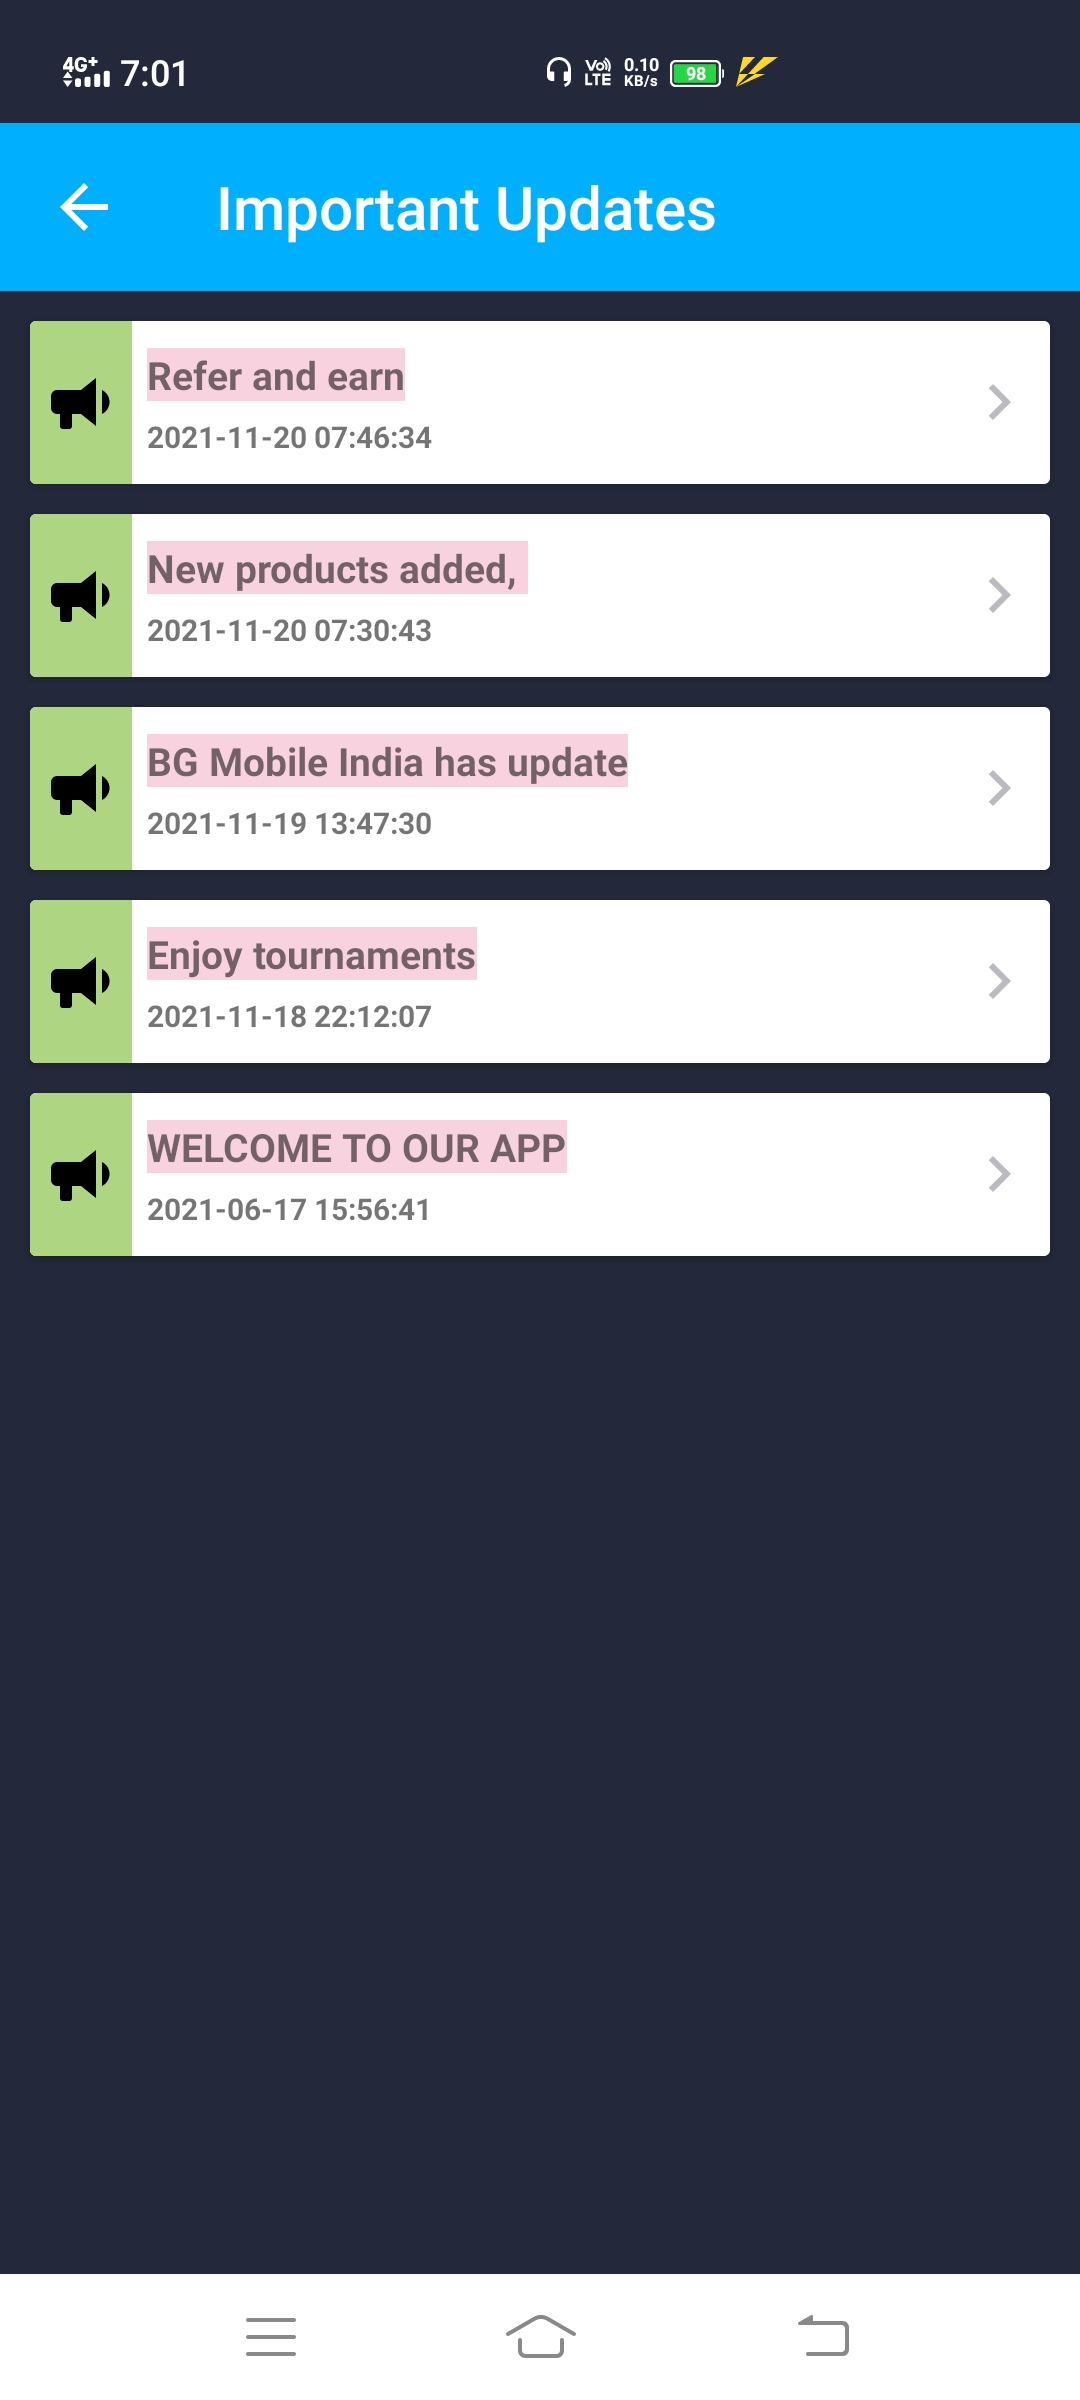 4G+ 7:01 Vo) LTE 0.10 KB/s 98
Important Updates
Refer and earn
2021-11-20 07:46:34
New products added,
2021-11-20 07:30:43
BG Mobile India has update
2021-11-19 13:47:30
Enjoy tournaments
2021-11-18 22:12:07
WELCOME TO OUR APP
2021-06-17 15:56:41